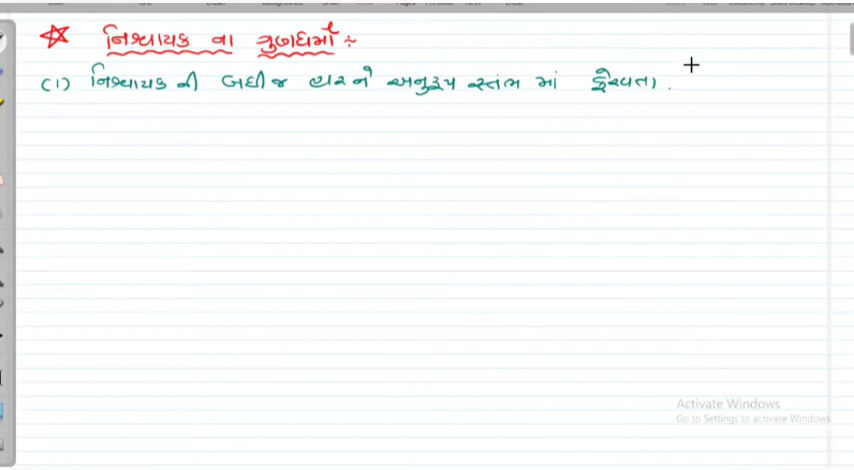 નિશ્ચાયક ના ગુણધર્મો :-
(1) નિશ્ચાયક ની બધીજ હારને અનુરૂપ સ્તંભ માં ફેરવતા.
Activate Windows
Go to Settings to activate Windows